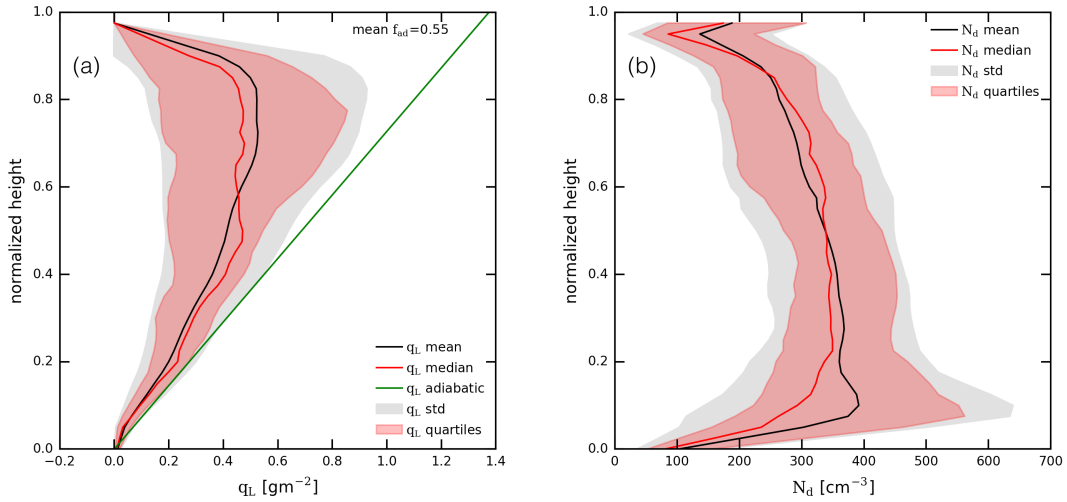 (a)
mean f_ad=0.55
1.0
0.8
0.6
0.4
0.2
0.0
normalized height
q_L mean
q_L median
q_L adiabatic
q_L std
q_L quartiles
−0.2 0.0 0.2 0.4 0.6 0.8 1.0 1.2 1.4
q_L [gm⁻²]
(b)
N_d mean
N_d median
N_d std
N_d quartiles
1.0
0.8
0.6
0.4
0.2
0.0
normalized height
0 100 200 300 400 500 600 700
N_d [cm⁻³]